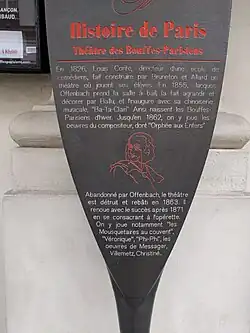 Histoire de Paris
Théâtre des Bouffes-Parisiens
En 1826, Louis Comte, directeur d'une école de
comédiens, fait construire par Bruneton et Allard un
théâtre où jouent ses élèves. En 1855, Jacques
Offenbach prend la salle à bail, la fait agrandir et
décorer par Ballu et l'inaugure avec sa chinoiserie
musicale, "Ba-ta-Clan". Ainsi naissent les Bouffes-
Parisiens d'hiver. Jusqu'en 1862, on y joue les
oeuvres du compositeur, dont "Orphée aux Enfers".
Abandonné par Offenbach, le théâtre
est détruit et rebâti en 1863. Il
renoue avec le succès après 1871
en se consacrant à l'opérette.
On y joue notamment "les
Mousquetaires au couvent",
"Véronique", "Phi-Phi", les
oeuvres de Messager,
Villemetz, Christiné...